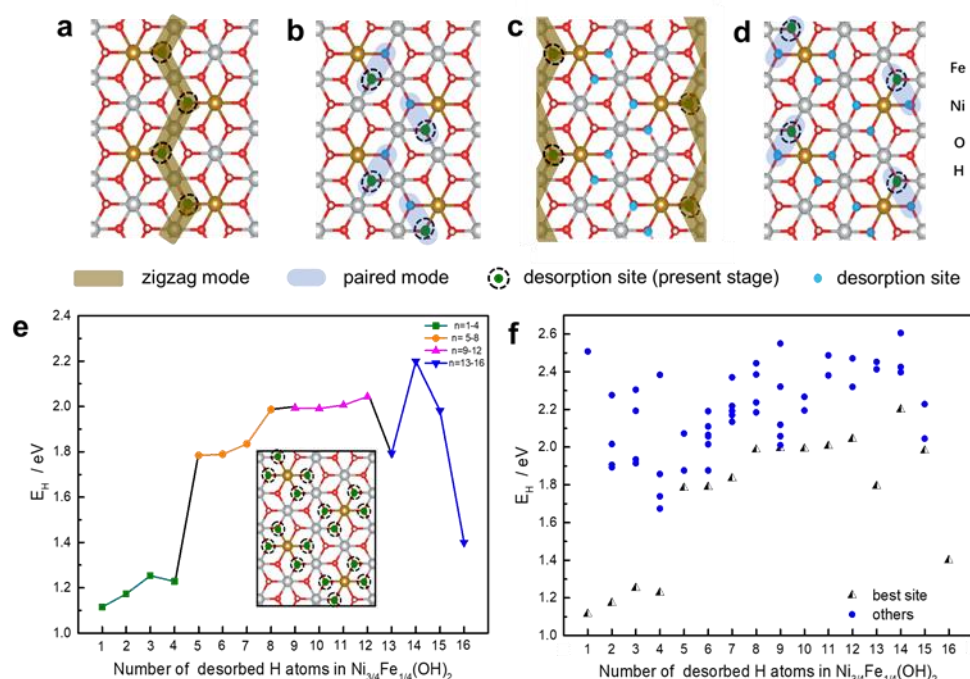 a
b
c
d
Fe
Ni
O
H
zigzag mode
paired mode
desorption site (present stage)
desorption site
e
2.4
2.2
2.0
1.8
1.6
1.4
1.2
1.0
E_H / eV
n=1-4
n= 5-8
n=9-12
n=13-16
1 2 3 4 5 6 7 8 9 10 11 12 13 14 15 16
Number of desorbed H atoms in Ni3/4Fe1/4(OH)2
f
2.6
2.4
2.2
2.0
1.8
1.6
1.4
1.2
1.0
E_H / eV
best site
others
1 2 3 4 5 6 7 8 9 10 11 12 13 14 15 16
Number of desorbed H atoms in Ni3/4Fe1/4(OH)2